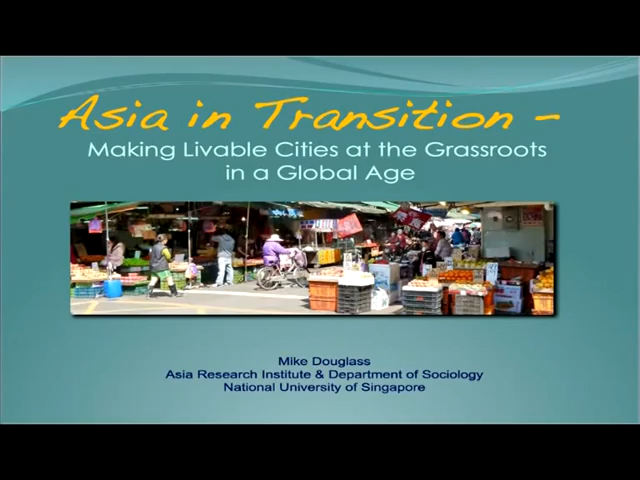 Asia in Transition –
Making Livable Cities at the Grassroots
in a Global Age
Mike Douglass
Asia Research Institute & Department of Sociology
National University of Singapore